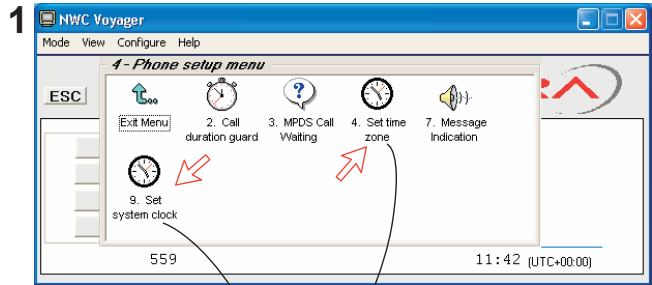 1
NWC Voyager
Mode View Configure Help
4 - Phone setup menu
ESC
Exit Menu
2. Call
duration guard
3. MPDS Call
Waiting
4. Set time
zone
7. Message
Indication
9. Set
system clock
559
11:42 (UTC+00:00)